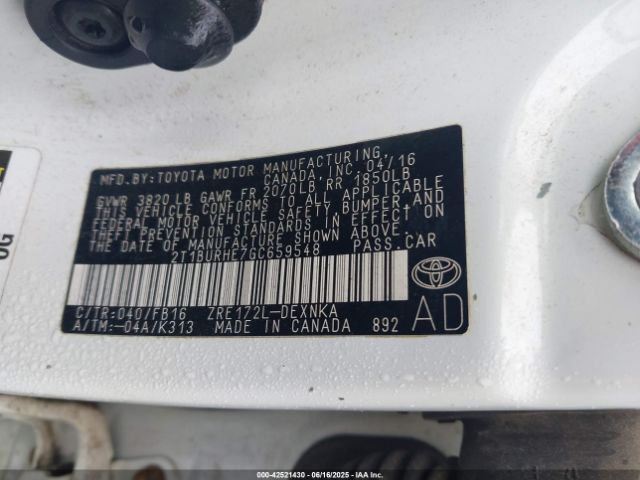 MFD.BY:TOYOTA MOTOR MANUFACTURING,
CANADA, INC. 04/16
GVWR 3820 LB GAWR FR 2070LB RR 1850LB
THIS VEHICLE CONFORMS TO ALL APPLICABLE
FEDERAL MOTOR VEHICLE SAFETY, BUMPER, AND
THEFT PREVENTION STANDARDS IN EFFECT ON
THE DATE OF MANUFACTURE SHOWN ABOVE.
2T1BURHE7GC659548 PASS.CAR
C/TR:040/FB16 ZRE172L-DEXNKA
A/TM:-04A/K313 MADE IN CANADA 892
AD
OG
000-42521430 - 06/16/2025 - IAAI.COM